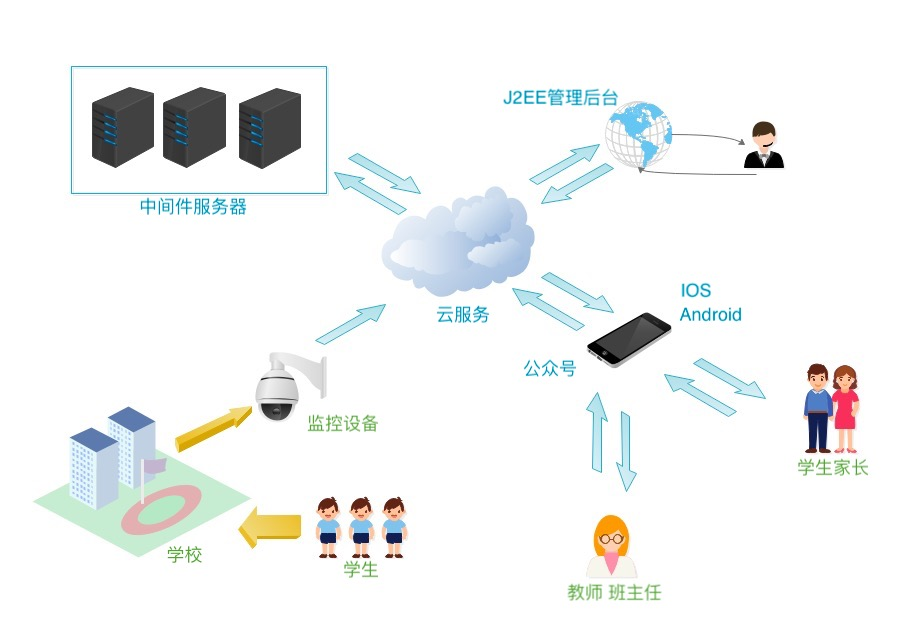 J2EE管理后台
中间件服务器
IOS
Android
云服务
公众号
监控设备
学生家长
学校
学生
教师 班主任